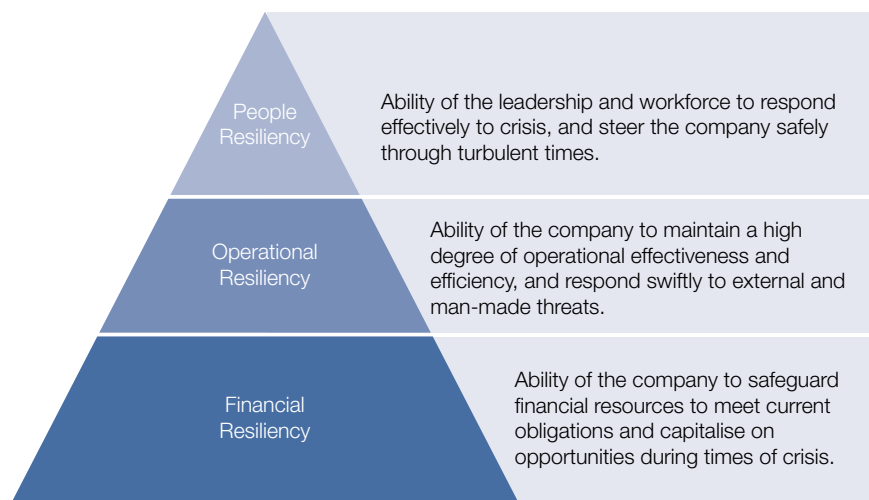 People
Resiliency
Ability of the leadership and workforce to respond
effectively to crisis, and steer the company safely
through turbulent times.
Operational
Resiliency
Ability of the company to maintain a high
degree of operational effectiveness and
efficiency, and respond swiftly to external and
man-made threats.
Financial
Resiliency
Ability of the company to safeguard
financial resources to meet current
obligations and capitalise on
opportunities during times of crisis.